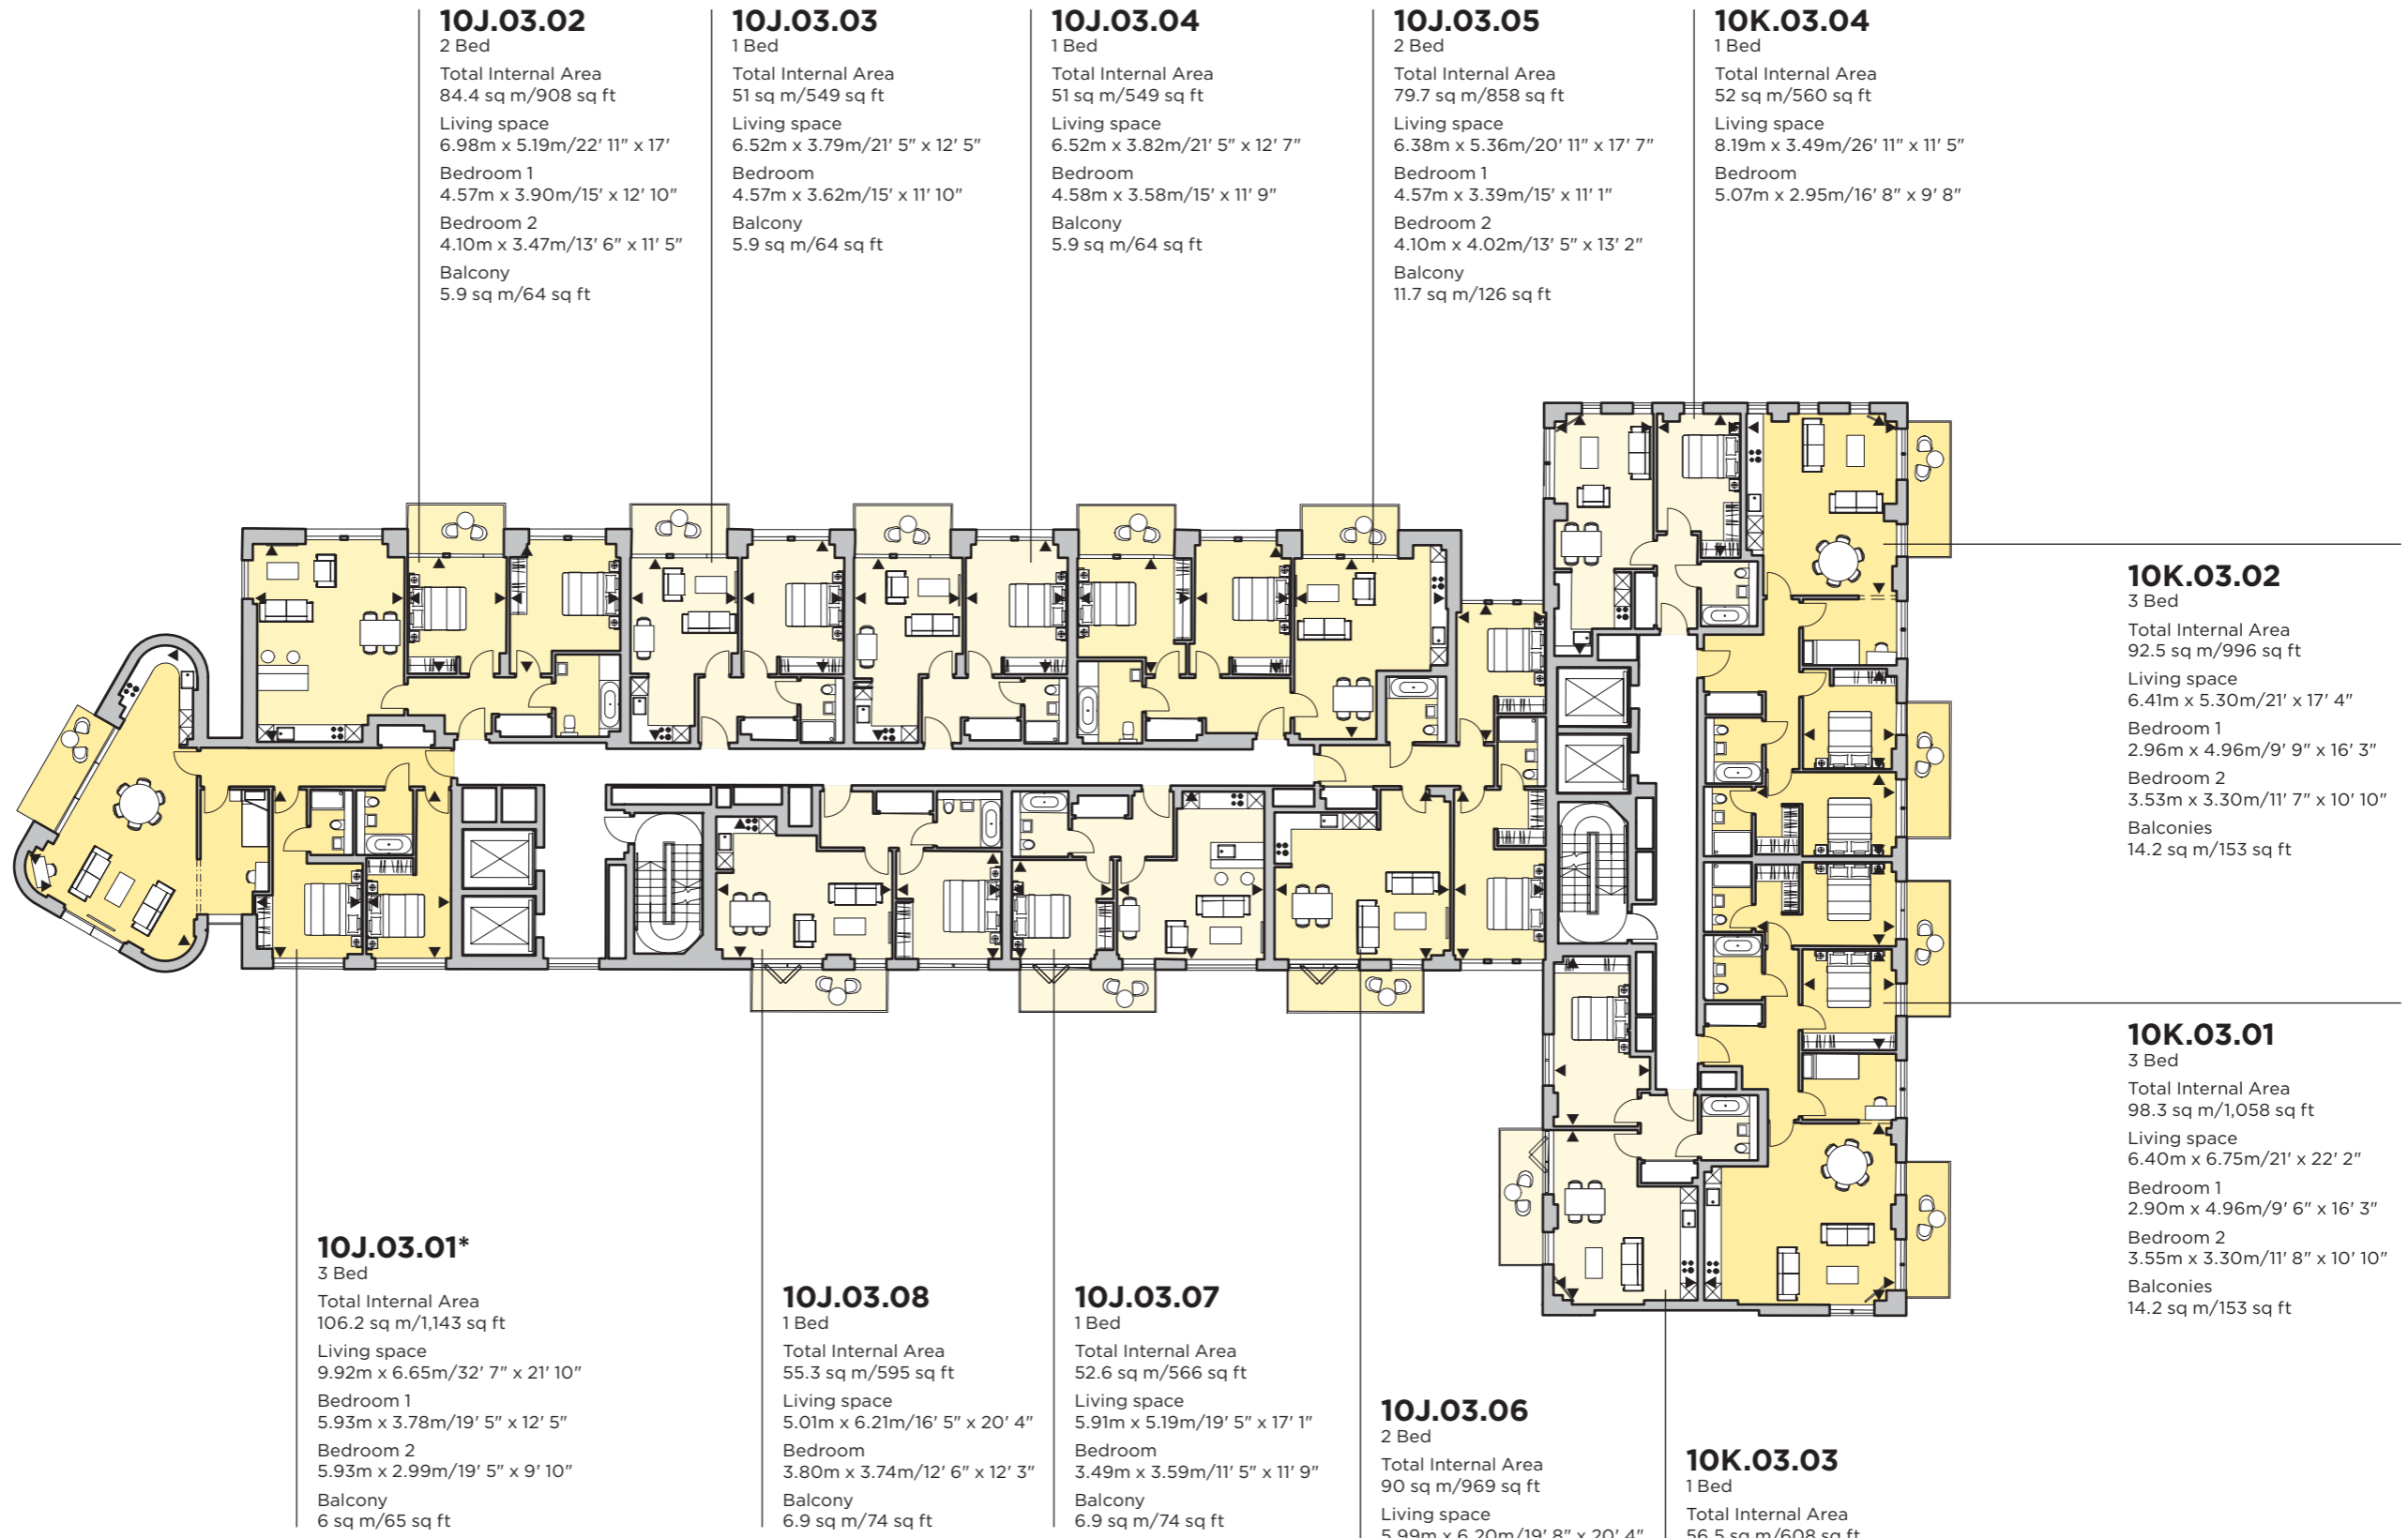 10J.03.02
2 Bed
Total Internal Area
84.4 sq m/908 sq ft
Living space
6.98m x 5.19m/22' 11" x 17'
Bedroom 1
4.57m x 3.90m/15' x 12' 10"
Bedroom 2
4.10m x 3.47m/13' 6" x 11' 5"
Balcony
5.9 sq m/64 sq ft
10J.03.03
1 Bed
Total Internal Area
51 sq m/549 sq ft
Living space
6.52m x 3.79m/21' 5" x 12' 5"
Bedroom
4.57m x 3.62m/15' x 11' 10"
Balcony
5.9 sq m/64 sq ft
10J.03.04
1 Bed
Total Internal Area
51 sq m/549 sq ft
Living space
6.52m x 3.82m/21' 5" x 12' 7"
Bedroom
4.58m x 3.58m/15' x 11' 9"
Balcony
5.9 sq m/64 sq ft
10J.03.05
2 Bed
Total Internal Area
79.7 sq m/858 sq ft
Living space
6.38m x 5.36m/20' 11" x 17' 7"
Bedroom 1
4.57m x 3.39m/15' x 11' 1"
Bedroom 2
4.10m x 4.02m/13' 5" x 13' 2"
Balcony
11.7 sq m/126 sq ft
10K.03.04
1 Bed
Total Internal Area
52 sq m/560 sq ft
Living space
8.19m x 3.49m/26' 11" x 11' 5"
Bedroom
5.07m x 2.95m/16' 8" x 9' 8"
10K.03.02
3 Bed
Total Internal Area
92.5 sq m/996 sq ft
Living space
6.41m x 5.30m/21' x 17' 4"
Bedroom 1
2.96m x 4.96m/9' 9" x 16' 3"
Bedroom 2
3.53m x 3.30m/11' 7" x 10' 10"
Balconies
14.2 sq m/153 sq ft
10K.03.01
3 Bed
Total Internal Area
98.3 sq m/1,058 sq ft
Living space
6.40m x 6.75m/21' x 22' 2"
Bedroom 1
2.90m x 4.96m/9' 6" x 16' 3"
Bedroom 2
3.55m x 3.30m/11' 8" x 10' 10"
Balconies
14.2 sq m/153 sq ft
10J.03.01*
3 Bed
Total Internal Area
106.2 sq m/1,143 sq ft
Living space
9.92m x 6.65m/32' 7" x 21' 10"
Bedroom 1
5.93m x 3.78m/19' 5" x 12' 5"
Bedroom 2
5.93m x 2.99m/19' 5" x 9' 10"
Balcony
6 sq m/65 sq ft
10J.03.08
1 Bed
Total Internal Area
55.3 sq m/595 sq ft
Living space
5.01m x 6.21m/16' 5" x 20' 4"
Bedroom
3.80m x 3.74m/12' 6" x 12' 3"
Balcony
6.9 sq m/74 sq ft
10J.03.07
1 Bed
Total Internal Area
52.6 sq m/566 sq ft
Living space
5.91m x 5.19m/19' 5" x 17' 1"
Bedroom
3.49m x 3.59m/11' 5" x 11' 9"
Balcony
6.9 sq m/74 sq ft
10J.03.06
2 Bed
Total Internal Area
90 sq m/969 sq ft
Living space
5.99m x 6.20m/19' 8" x 20' 4"
10K.03.03
1 Bed
Total Internal Area
56.5 sq m/608 sq ft